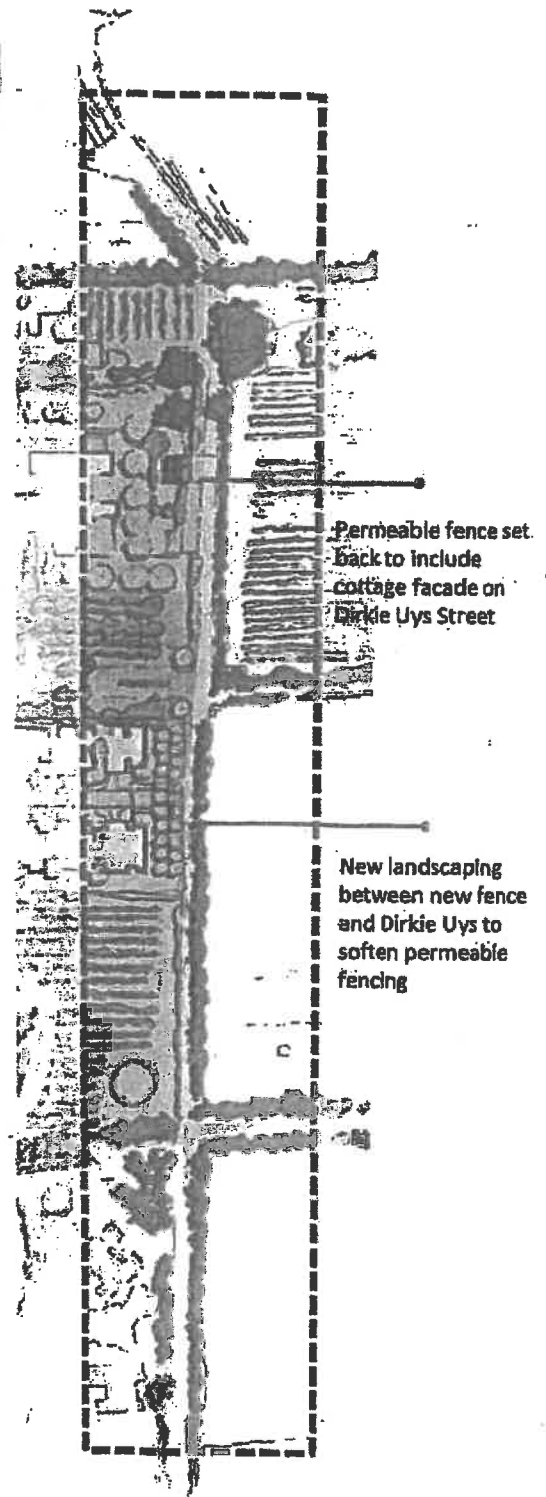 Permeable fence set
back to include
cottage facade on
Dirkie Uys Street
New landscaping
between new fence
and Dirkie Uys to
soften permeable
fencing